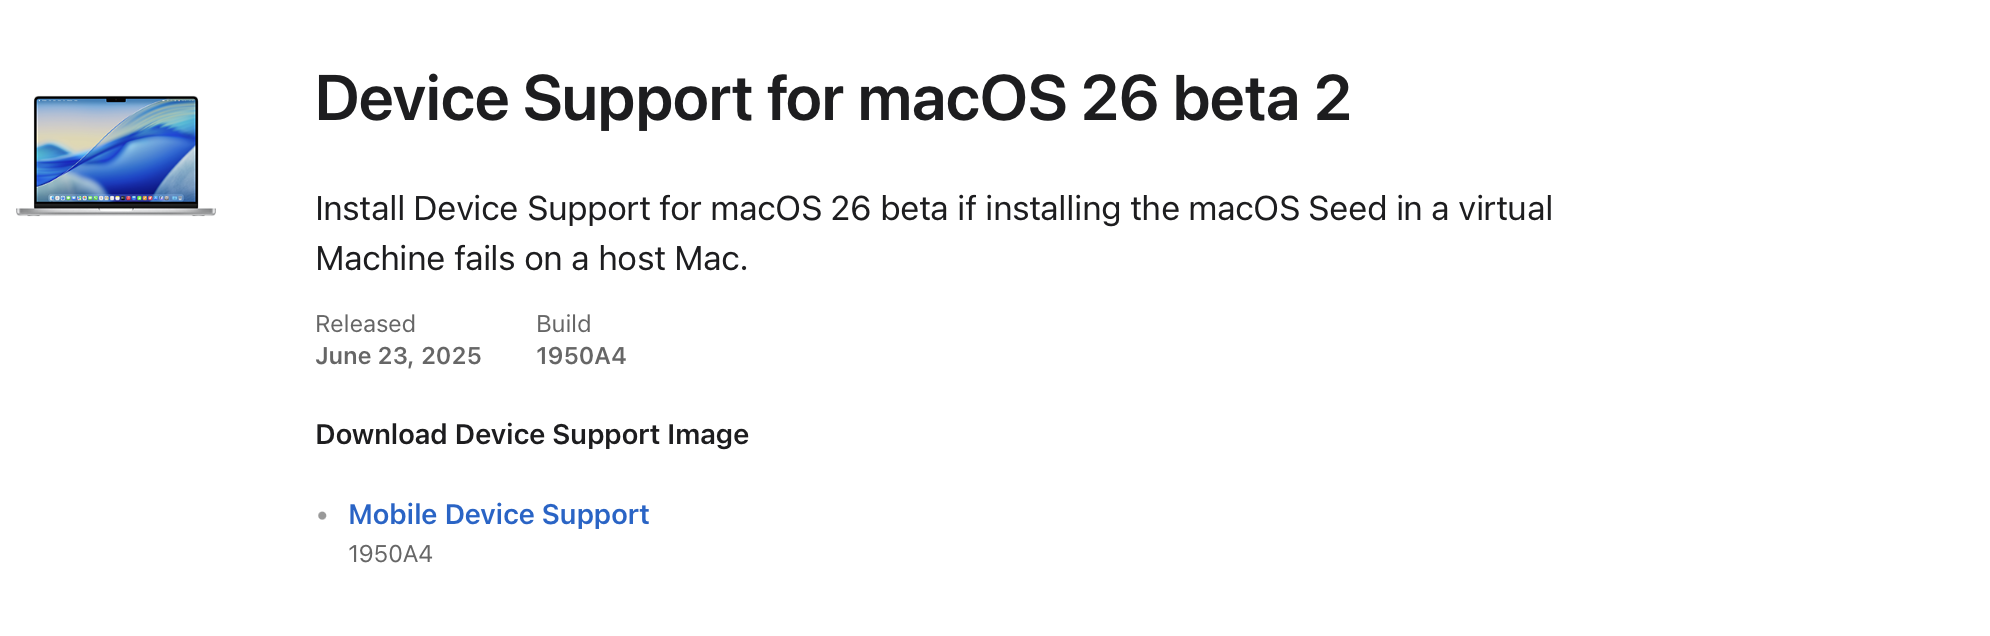 Device Support for macOS 26 beta 2
Install Device Support for macOS 26 beta if installing the macOS Seed in a virtual
Machine fails on a host Mac.
Released Build
June 23, 2025 1950A4
Download Device Support Image
• Mobile Device Support
1950A4